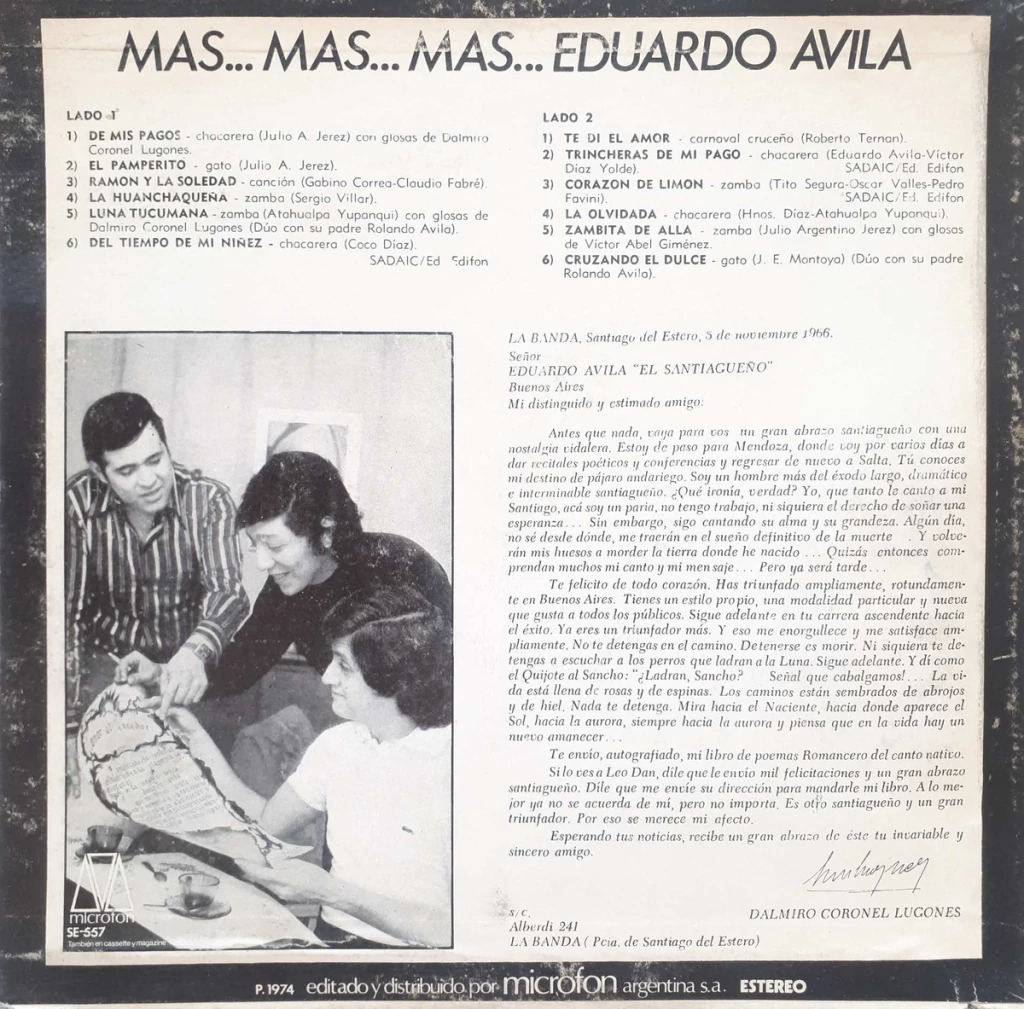 MAS... MAS... MAS... EDUARDO AVILA
LADO 1
1) DE MIS PAGOS - chacarera (Julio A. Jerez) con glosas de Dalmiro
Coronel Lugones.
2) EL PAMPERITO - gato (Julio A. Jerez).
3) RAMON Y LA SOLEDAD - canción (Gabino Correa-Claudio Fabré).
4) LA HUANCHAQUEÑA - zamba (Sergio Villar).
5) LUNA TUCUMANA - zamba (Atahualpa Yupanqui) con glosas de
Dalmiro Coronel Lugones (Dúo con su padre Rolando Avila).
6) DEL TIEMPO DE MI NIÑEZ - chacarera (Coco Díaz).
SADAIC/Ed. Edifon
LADO 2
1) TE DI EL AMOR - carnaval cruceño (Roberto Ternan).
2) TRINCHERAS DE MI PAGO - chacarera (Eduardo Avila-Víctor
Díaz Yolde). SADAIC/Ed. Edifon
3) CORAZON DE LIMON - zamba (Tito Segura-Oscar Valles-Pedro
Favini). SADAIC/Ed. Edifon
4) LA OLVIDADA - chacarera (Hnos. Díaz-Atahualpa Yupanqui).
5) ZAMBITA DE ALLA - zamba (Julio Argentino Jerez) con glosas
de Víctor Abel Giménez.
6) CRUZANDO EL DULCE - gato (J. E. Montoya) (Dúo con su padre
Rolando Avila).
LA BANDA, Santiago del Estero, 5 de noviembre 1966.
Señor
EDUARDO AVILA "EL SANTIAGUEÑO"
Buenos Aires
Mi distinguido y estimado amigo:
Antes que nada, vaya para vos un gran abrazo santiagueño con una
nostalgia vidalera. Estoy de paso para Mendoza, donde voy por varios días a
dar recitales poéticos y conferencias y regresar de nuevo a Salta. Tú conoces
mi destino de pájaro andariego. Soy un hombre más del éxodo largo, dramático
e interminable santiagueño. ¿Qué ironía, verdad? Yo, que tanto le canto a mi
Santiago, acá soy un paria, no tengo trabajo, ni siquiera el derecho de soñar una
esperanza... Sin embargo, sigo cantando su alma y su grandeza. Algún día,
no sé desde dónde, me traerán en el sueño definitivo de la muerte . Y volve-
rán mis huesos a morder la tierra donde he nacido ... Quizás entonces com-
prendan muchos mi canto y mi mensaje... Pero ya será tarde...
Te felicito de todo corazón. Has triunfado ampliamente, rotundamen-
te en Buenos Aires. Tienes un estilo propio, una modalidad particular y nueva
que gusta a todos los públicos. Sigue adelante en tu carrera ascendente hacia
el éxito. Ya eres un triunfador más. Y eso me enorgullece y me satisface am-
pliamente. No te detengas en el camino. Detenerse es morir. Ni siquiera te de-
tengas a escuchar a los perros que ladran a la Luna. Sigue adelante. Y dí como
el Quijote al Sancho: "¿Ladran, Sancho? Señal que cabalgamos!... La vi-
da está llena de rosas y de espinas. Los caminos están sembrados de abrojos
y de hiel. Nada te detenga. Mira hacia el Naciente, hacia donde aparece el
Sol, hacia la aurora, siempre hacia la aurora y piensa que en la vida hay un
nuevo amanecer...
Te envío, autografiado, mi libro de poemas Romancero del canto nativo.
Si lo ves a Leo Dan, dile que le envío mil felicitaciones y un gran abrazo
santiagueño. Dile que me envíe su dirección para mandarle mi libro. A lo me-
jor ya no se acuerda de mí, pero no importa. Es otro santiagueño y un gran
triunfador. Por eso se merece mi afecto.
Esperando tus noticias, recibe un gran abrazo de éste tu invariable y
sincero amigo.
DALMIRO CORONEL LUGONES
s/c.
Alberdi 241
LA BANDA (Pcia. de Santiago del Estero)
microfon
SE-557
También en cassette y magazine
P. 1974 editado y distribuido por microfon argentina s.a. ESTEREO